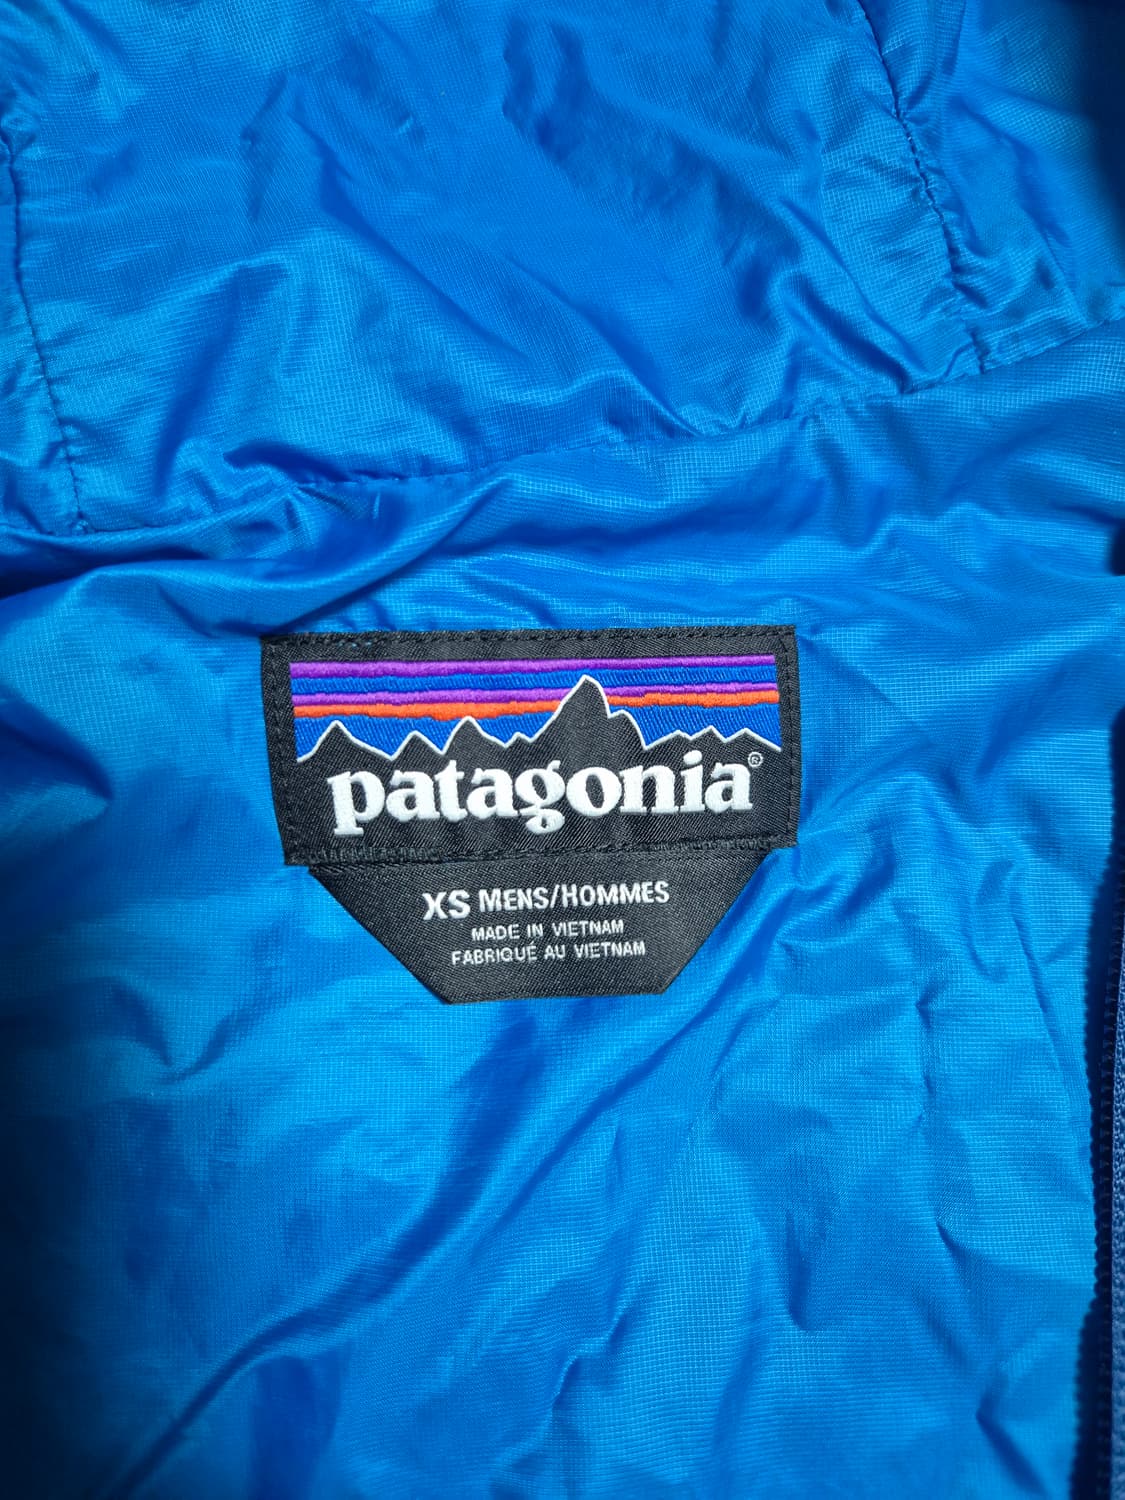 patagonia®
XS MENS/HOMMES
MADE IN VIETNAM
FABRIQUÉ AU VIETNAM